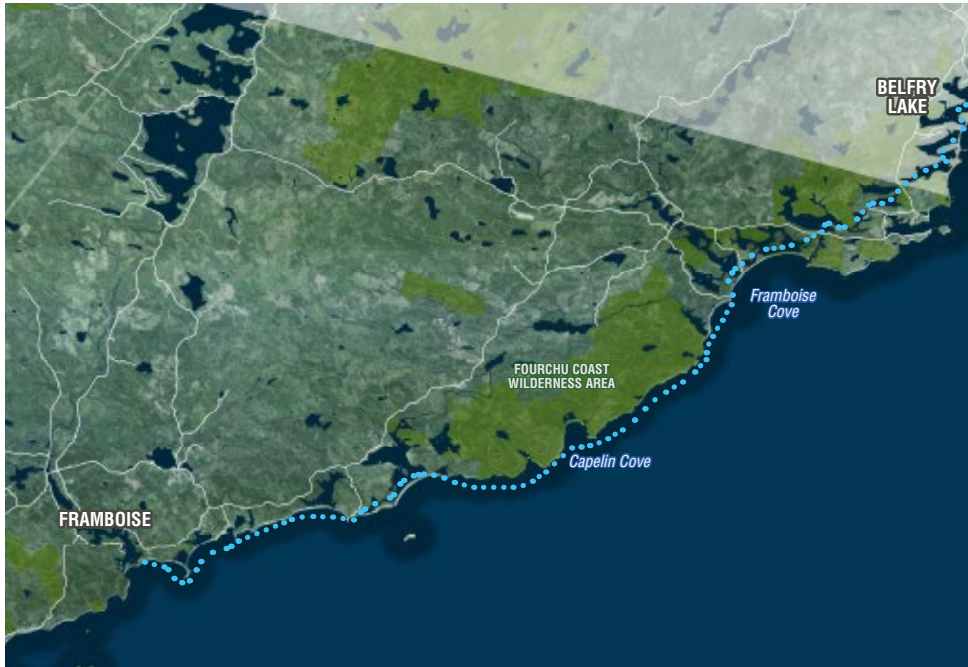 BELFRY
LAKE
Framboise
Cove
FOURCHU COAST
WILDERNESS AREA
Capelin Cove
FRAMBOISE